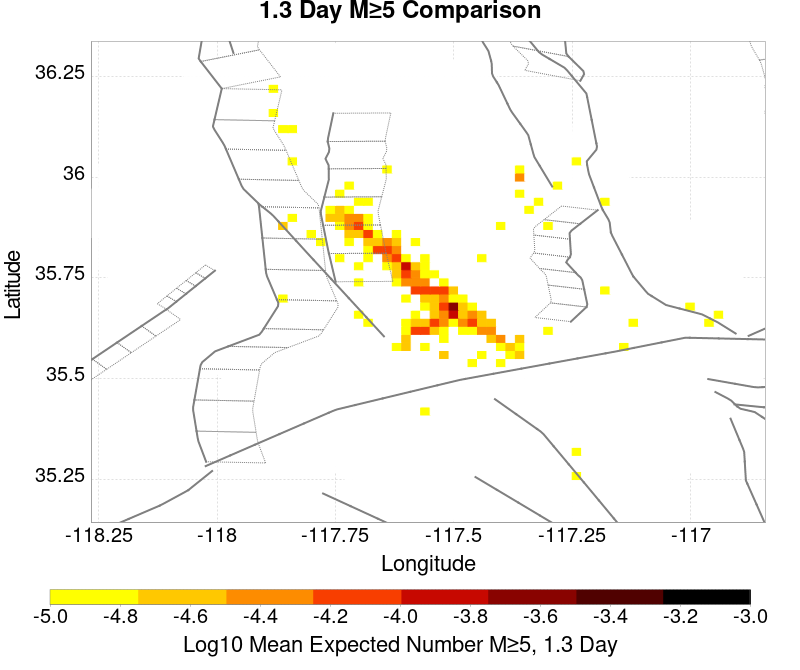 1.3 Day M≥5 Comparison
36.25
36
35.75
35.5
35.25
Latitude
-118.25 -118 -117.75 -117.5 -117.25 -117
Longitude
-5.0 -4.8 -4.6 -4.4 -4.2 -4.0 -3.8 -3.6 -3.4 -3.2 -3.0
Log10 Mean Expected Number M≥5, 1.3 Day